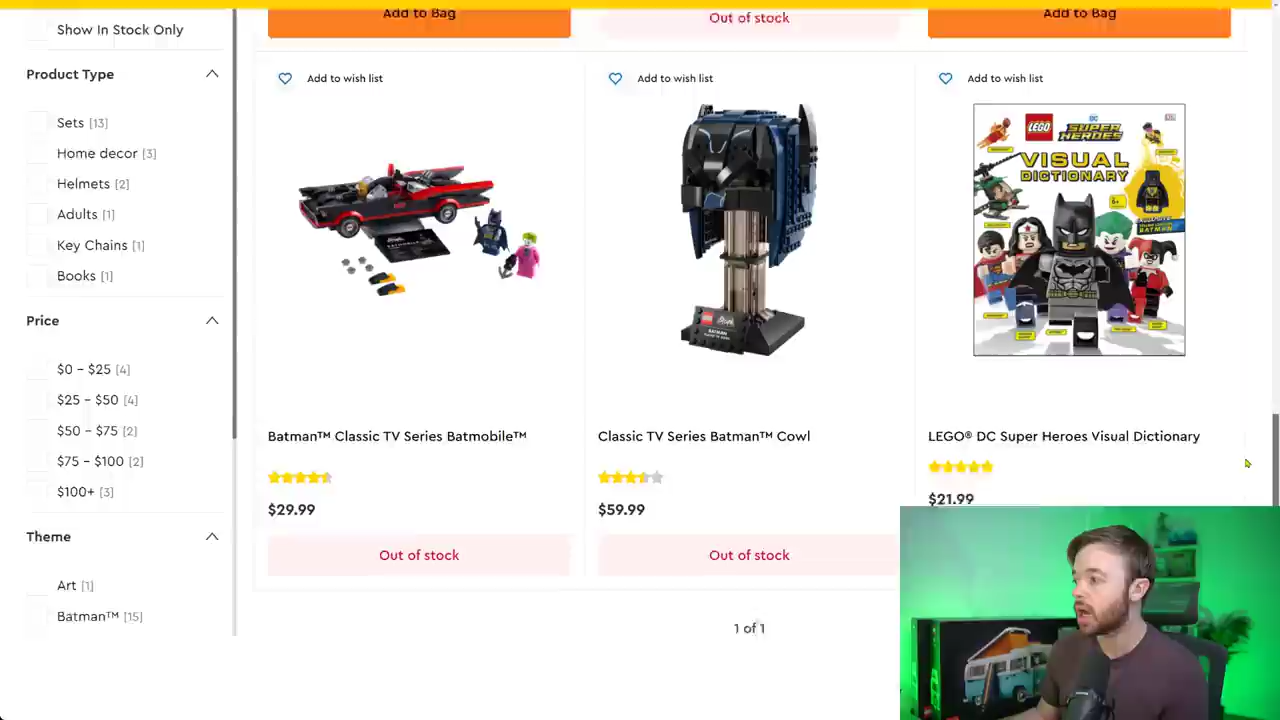 Add to Bag
Out of stock
Add to Bag
Show In Stock Only
Product Type
Sets [13]
Home decor [3]
Helmets [2]
Adults [1]
Key Chains [1]
Books [1]
Price
$0 – $25 [4]
$25 – $50 [4]
$50 – $75 [2]
$75 – $100 [2]
$100+ [3]
Theme
Art [1]
Batman™ [15]
Add to wish list
Add to wish list
Add to wish list
LEGO
BATMAN
LEGO
DC
SUPER
HEROES
VISUAL
DICTIONARY
Batman™ Classic TV Series Batmobile™
Classic TV Series Batman™ Cowl
LEGO® DC Super Heroes Visual Dictionary
$29.99
$59.99
$21.99
Out of stock
Out of stock
1 of 1